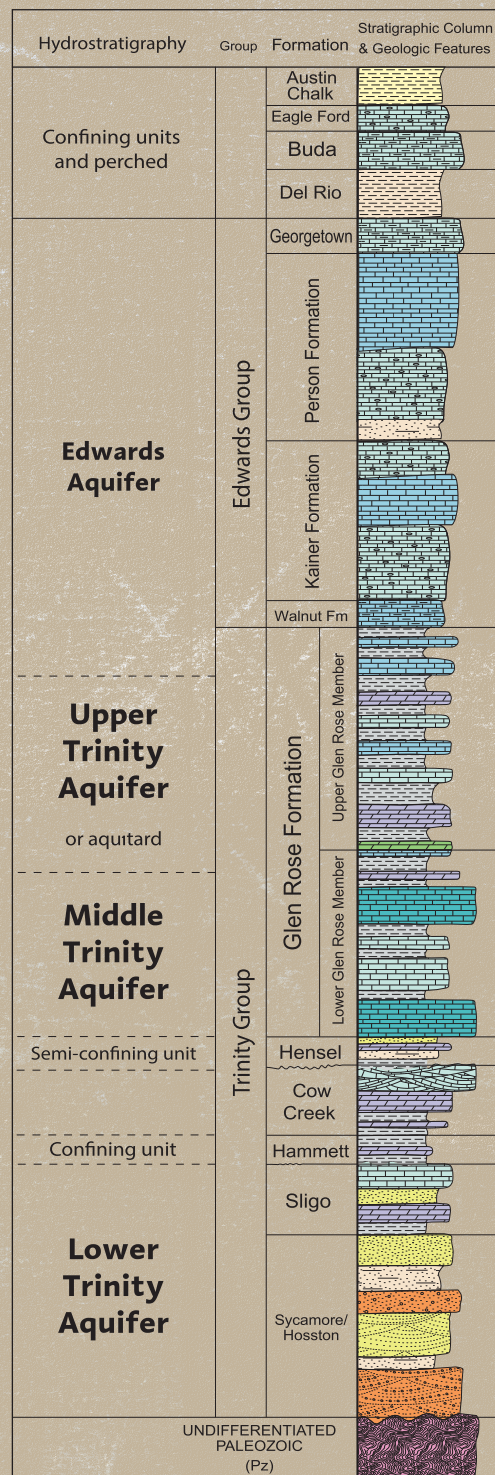 Hydrostratigraphy
Group
Formation
Stratigraphic Column
& Geologic Features
Confining units
and perched
Austin
Chalk
Eagle Ford
Buda
Del Rio
Edwards
Aquifer
Edwards Group
Georgetown
Person Formation
Kainer Formation
Walnut Fm
Upper
Trinity
Aquifer
or aquitard
Middle
Trinity
Aquifer
Semi-confining unit
Confining unit
Lower
Trinity
Aquifer
Trinity Group
Glen Rose Formation
Upper Glen Rose Member
Lower Glen Rose Member
Hensel
Cow
Creek
Hammett
Sligo
Sycamore/
Hosston
UNDIFFERENTIATED
PALEOZOIC
(Pz)